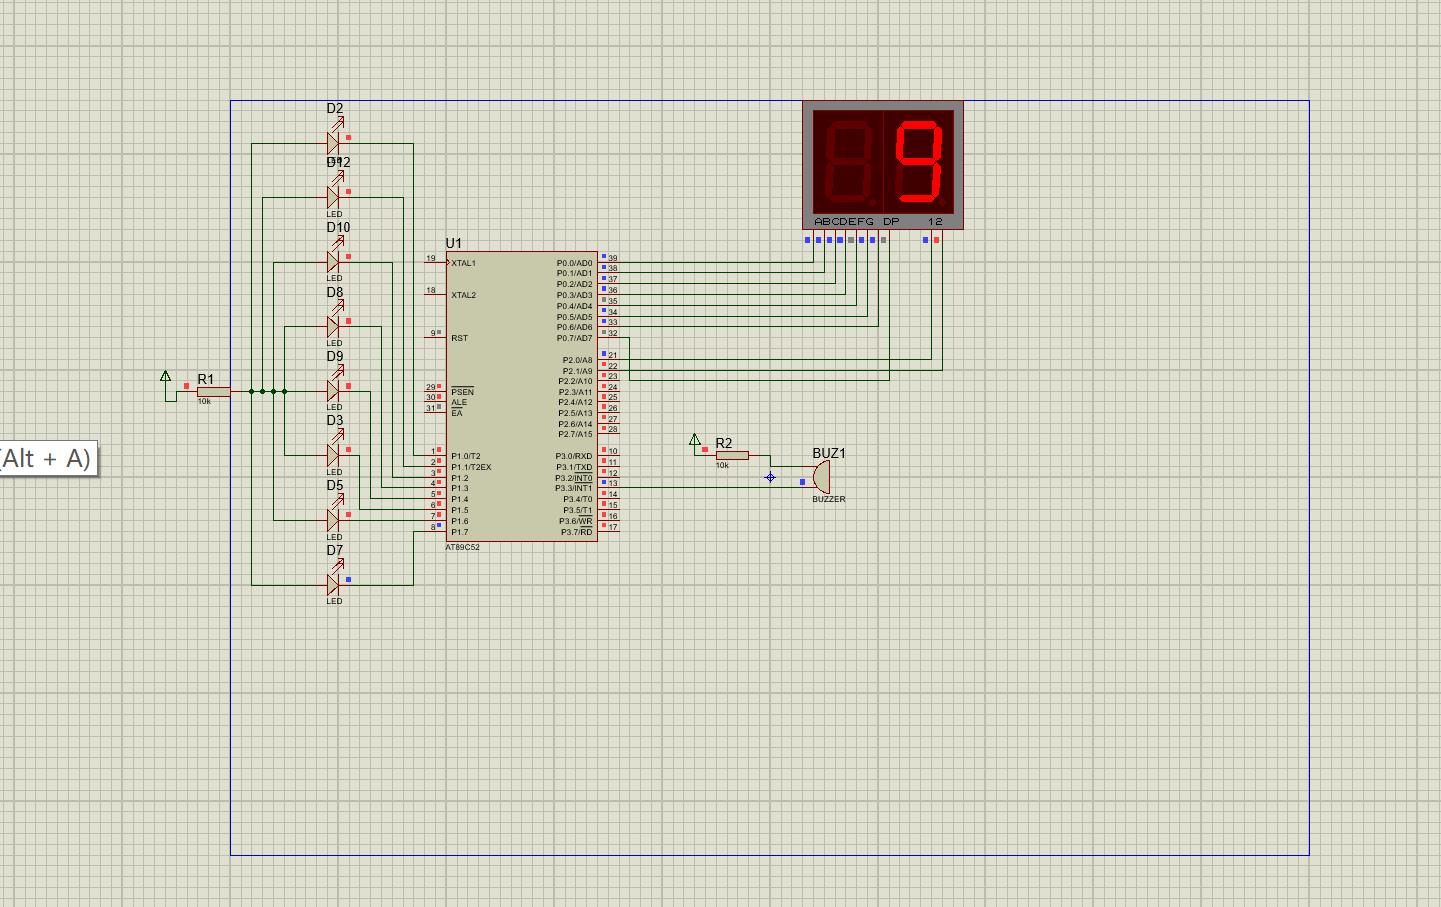 D2
D12
LED
D10
LED
D8
LED
D9
LED
D3
LED
D5
LED
D7
LED
R1
10k
(Alt + A)
U1
19 XTAL1
18 XTAL2
9 RST
29 PSEN
30 ALE
31 EA
1 P1.0/T2
2 P1.1/T2EX
3 P1.2
4 P1.3
5 P1.4
6 P1.5
7 P1.6
8 P1.7
P0.0/AD0 39
P0.1/AD1 38
P0.2/AD2 37
P0.3/AD3 36
P0.4/AD4 35
P0.5/AD5 34
P0.6/AD6 33
P0.7/AD7 32
P2.0/A8 21
P2.1/A9 22
P2.2/A10 23
P2.3/A11 24
P2.4/A12 25
P2.5/A13 26
P2.6/A14 27
P2.7/A15 28
P3.0/RXD 10
P3.1/TXD 11
P3.2/INT0 12
P3.3/INT1 13
P3.4/T0 14
P3.5/T1 15
P3.6/WR 16
P3.7/RD 17
AT89C52
9
ABCDEFG DP 12
R2
10k
BUZ1
BUZZER